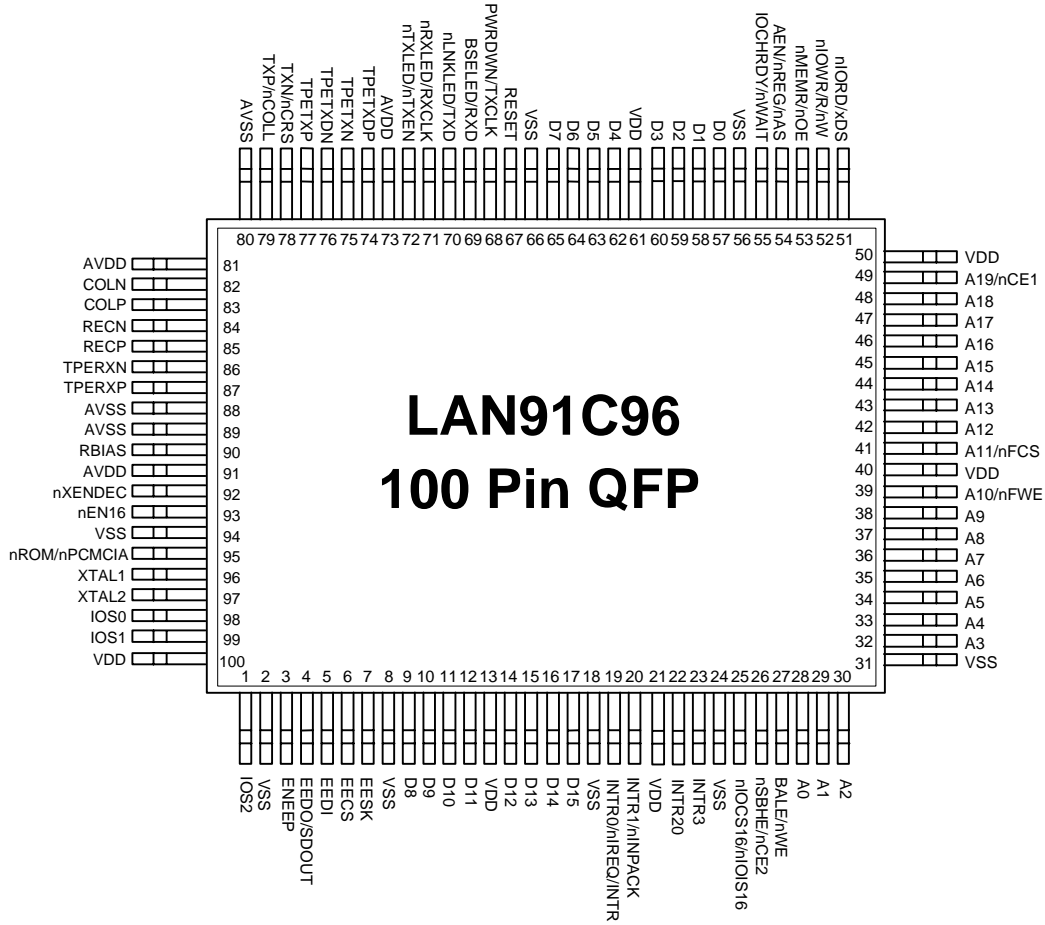 AVSS
TXP/nCOLL
TXN/nCRS
TPETXP
TPETXDN
TPETXN
TPETXDP
AVDD
nTXLED/nTXEN
nRXLED/RXCLK
nLNKLED/TXD
BSELED/RXD
PWRDWN/TXCLK
RESET
VSS
D7
D6
D5
D4
VDD
D3
D2
D1
D0
VSS
IOCHRDY/nWAIT
AEN/nREG/nAS
nMEMR/nOE
nIOWR/R/nW
nIORD/xDS
80 79 78 77 76 75 74 73 72 71 70 69 68 67 66 65 64 63 62 61 60 59 58 57 56 55 54 53 52 51
AVDD 81
COLN 82
COLP 83
RECN 84
RECP 85
TPERXN 86
TPERXP 87
AVSS 88
AVSS 89
RBIAS 90
AVDD 91
nXENDEC 92
nEN16 93
VSS 94
nROM/nPCMCIA 95
XTAL1 96
XTAL2 97
IOS0 98
IOS1 99
VDD 100
LAN91C96
100 Pin QFP
50 VDD
49 A19/nCE1
48 A18
47 A17
46 A16
45 A15
44 A14
43 A13
42 A12
41 A11/nFCS
40 VDD
39 A10/nFWE
38 A9
37 A8
36 A7
35 A6
34 A5
33 A4
32 A3
31 VSS
1 2 3 4 5 6 7 8 9 10 11 12 13 14 15 16 17 18 19 20 21 22 23 24 25 26 27 28 29 30
IOS2
VSS
ENEEP
EEDO/SDOUT
EEDI
EECS
EESK
VSS
D8
D9
D10
D11
VDD
D12
D13
D14
D15
VSS
INTR0/nIREQ/INTR
INTR1/nINPACK
VDD
INTR20
INTR3
VSS
nIOCS16/nIOIS16
nSBHE/nCE2
BALE/nWE
A0
A1
A2